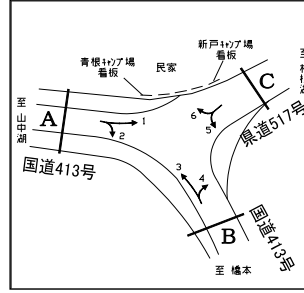 青根キャンプ場
看板
民家
新戸キャンプ場
看板
至
山中湖
A
国道413号
1
2
3
4
5
6
C
県道517号
至
B
国道413号
至 橋本